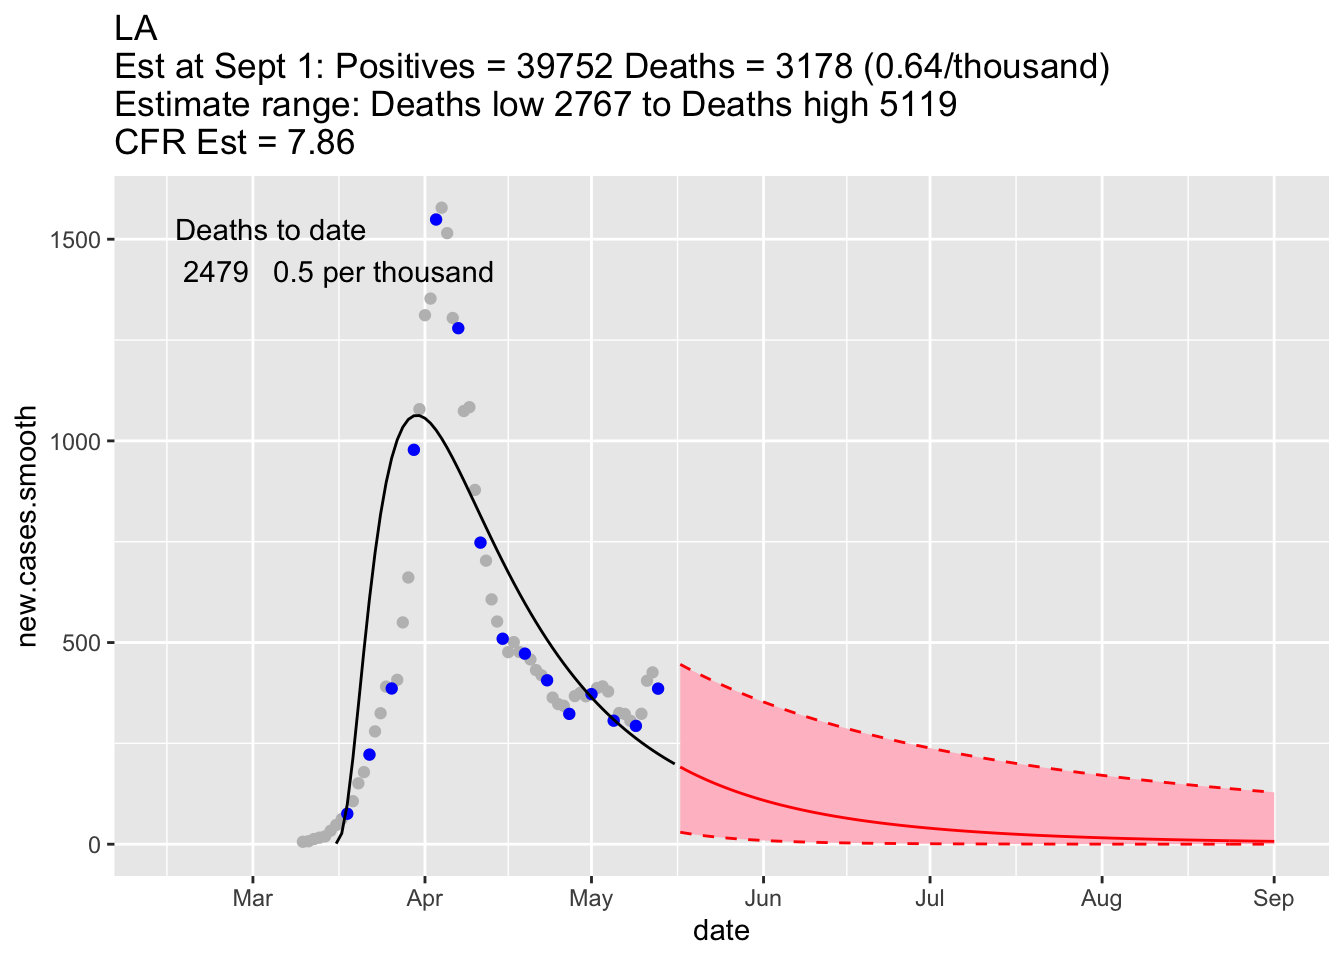 LA
Est at Sept 1: Positives = 39752 Deaths = 3178 (0.64/thousand)
Estimate range: Deaths low 2767 to Deaths high 5119
CFR Est = 7.86
Deaths to date
2479 0.5 per thousand
1500
1000
500
0
new.cases.smooth
Mar Apr May Jun Jul Aug Sep
date